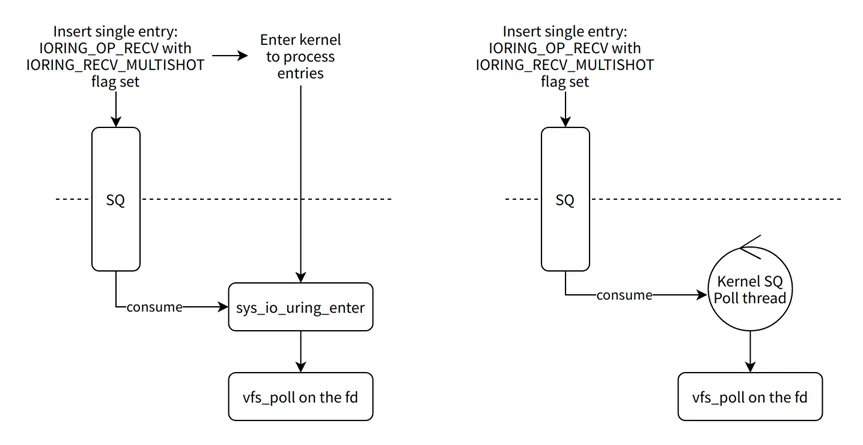 Insert single entry:
IORING_OP_RECV with
IORING_RECV_MULTISHOT
flag set
Enter kernel
to process
entries
SQ
consume
sys_io_uring_enter
vfs_poll on the fd
Insert single entry:
IORING_OP_RECV with
IORING_RECV_MULTISHOT
flag set
SQ
consume
Kernel SQ
Poll thread
vfs_poll on the fd